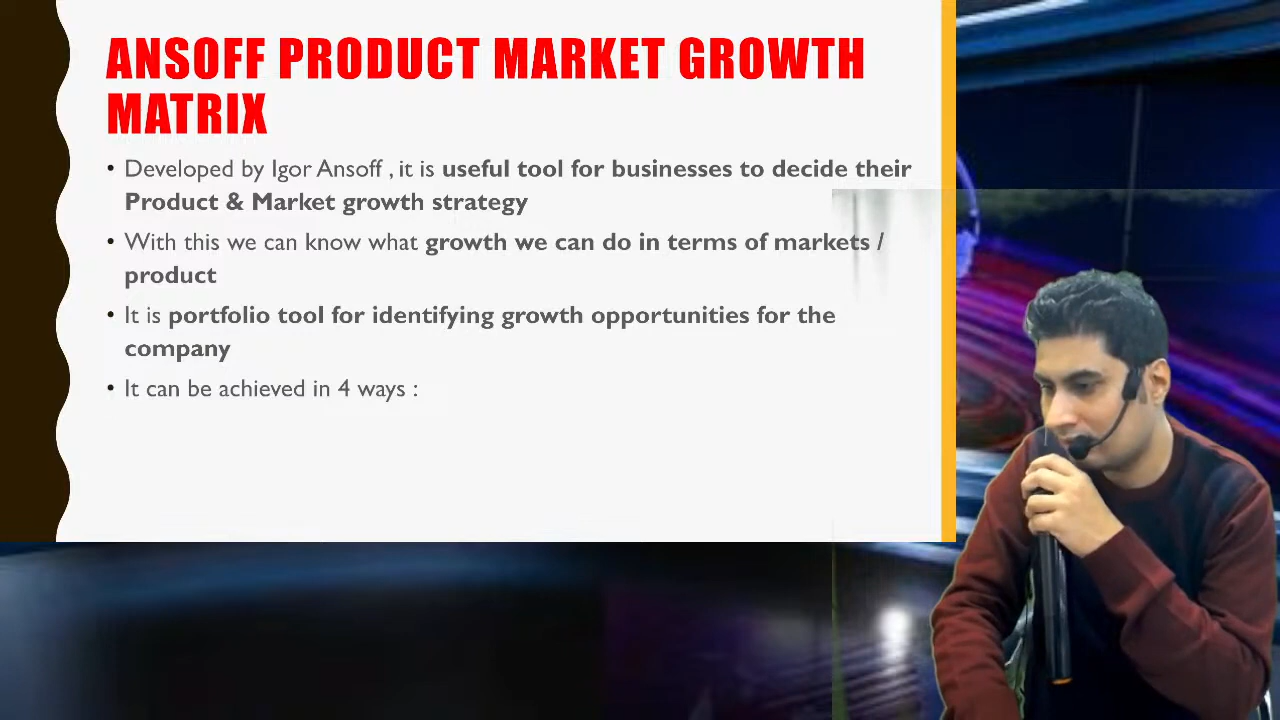 ANSOFF PRODUCT MARKET GROWTH
MATRIX
• Developed by Igor Ansoff , it is useful tool for businesses to decide their
Product & Market growth strategy
• With this we can know what growth we can do in terms of markets /
product
• It is portfolio tool for identifying growth opportunities for the
company
• It can be achieved in 4 ways :